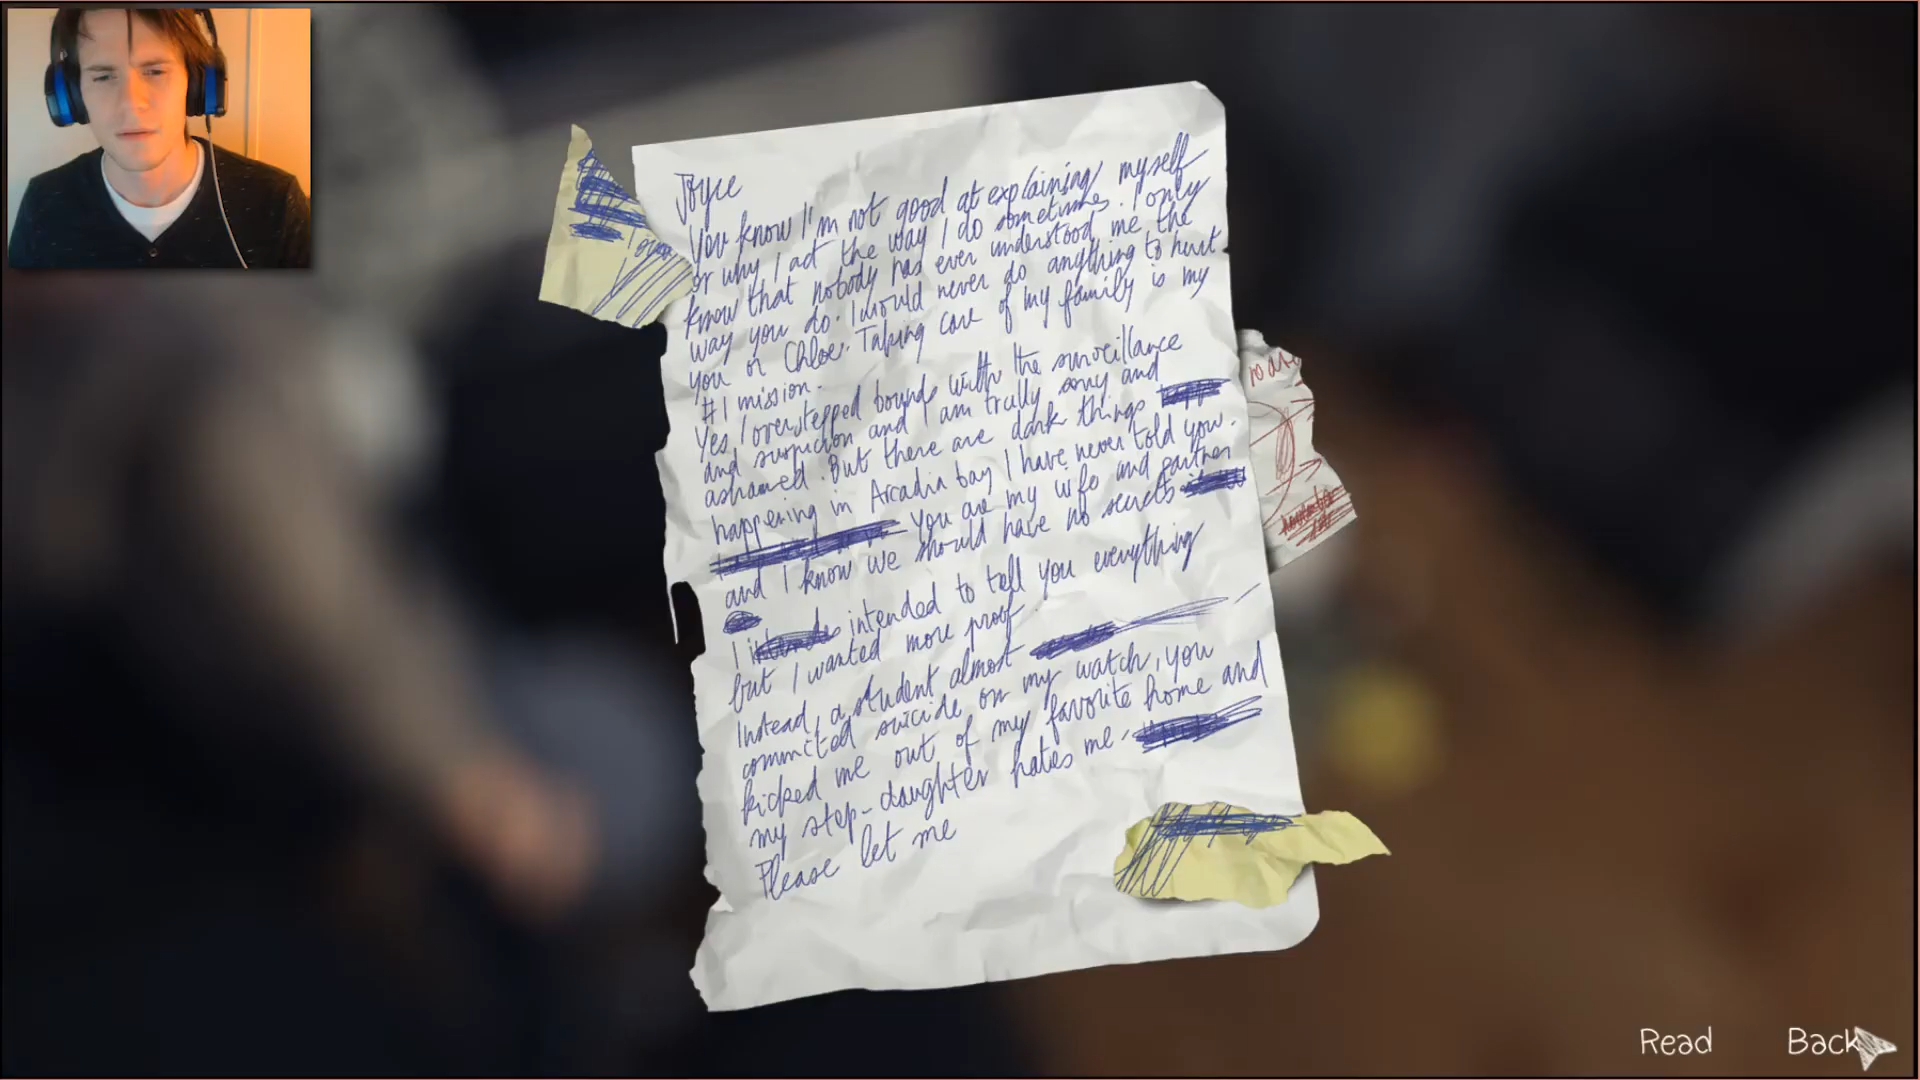 Joyce
You know I'm not good at explaining myself
or why I act the way I do sometimes. I only
know that nobody has ever understood me the
way you do. I would never do anything to hurt
you or Chloe. Taking care of my family is my
#1 mission.
Yes I overstepped bounds with the surveillance
and suspicion and I am trully sorry and
ashamed. But there are dark things
happening in Arcadia bay I have never told you.
You are my wife and partner
and I know we should have no secrets
I intended to tell you everything
but I wanted more proof.
Instead, a student almost
committed suicide on my watch, you
kicked me out of my favorite home and
my step-daughter hates me.
Please let me
Read Back